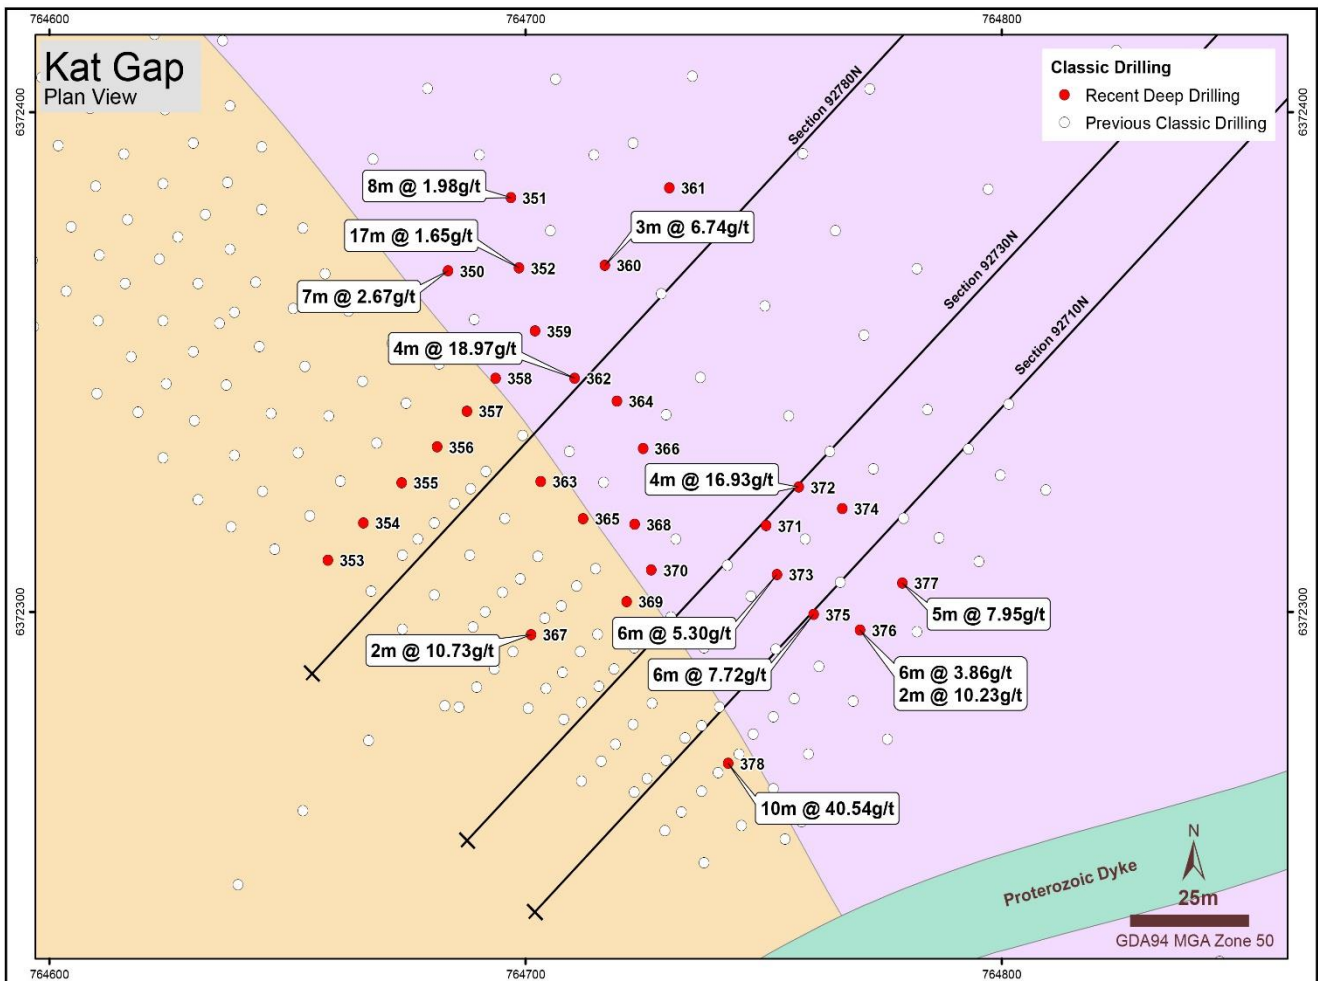 764600
764700
764800
Kat Gap
Plan View
Classic Drilling
Recent Deep Drilling
Previous Classic Drilling
6372400
6372400
Section 92780N
Section 92730N
Section 92710N
8m @ 1.98g/t
351
361
17m @ 1.65g/t
352
3m @ 6.74g/t
360
350
7m @ 2.67g/t
359
4m @ 18.97g/t
362
358
364
357
356
366
355
363
4m @ 16.93g/t
372
354
365
368
371
374
353
370
373
377
5m @ 7.95g/t
369
6372300
6372300
367
2m @ 10.73g/t
6m @ 5.30g/t
375
376
6m @ 7.72g/t
6m @ 3.86g/t
2m @ 10.23g/t
378
10m @ 40.54g/t
Proterozoic Dyke
N
25m
GDA94 MGA Zone 50
764600
764700
764800